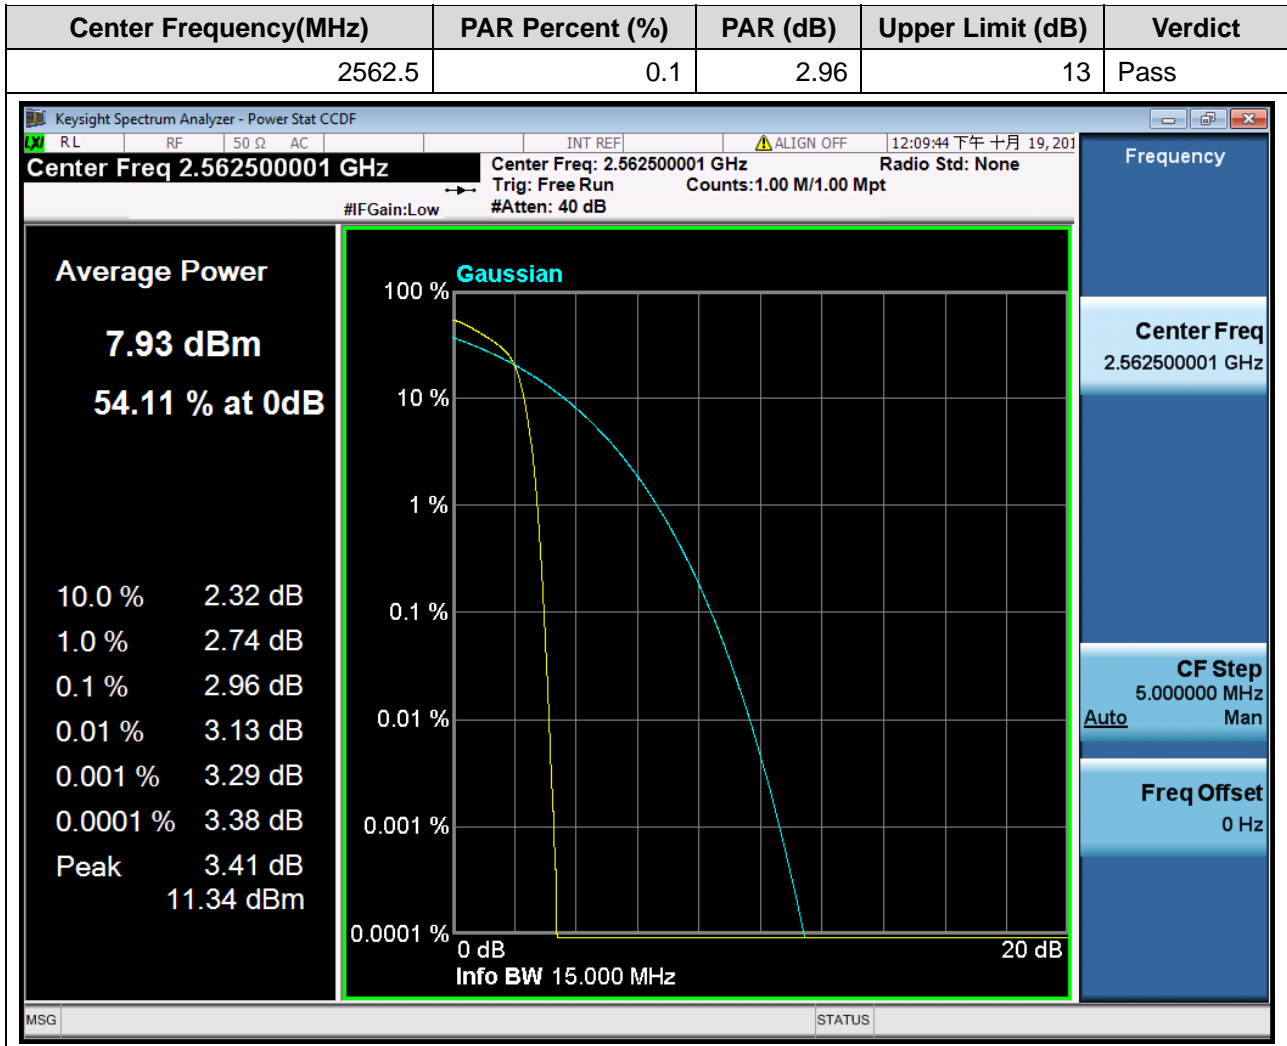 Center Frequency(MHz) PAR Percent (%) PAR (dB) Upper Limit (dB) Verdict
2562.5 0.1 2.96 13 Pass
Keysight Spectrum Analyzer - Power Stat CCDF
LXI RL RF 50 Ω AC INT REF ALIGN OFF 12:09:44 下午 十月 19, 201
Center Freq 2.562500001 GHz
Center Freq: 2.562500001 GHz Radio Std: None
Trig: Free Run Counts:1.00 M/1.00 Mpt
#IFGain:Low #Atten: 40 dB
Average Power
7.93 dBm
54.11 % at 0dB
10.0 % 2.32 dB
1.0 % 2.74 dB
0.1 % 2.96 dB
0.01 % 3.13 dB
0.001 % 3.29 dB
0.0001 % 3.38 dB
Peak 3.41 dB
11.34 dBm
Gaussian
100 %
10 %
1 %
0.1 %
0.01 %
0.001 %
0.0001 %
0 dB 20 dB
Info BW 15.000 MHz
Frequency
Center Freq
2.562500001 GHz
CF Step
5.000000 MHz
Auto Man
Freq Offset
0 Hz
MSG STATUS